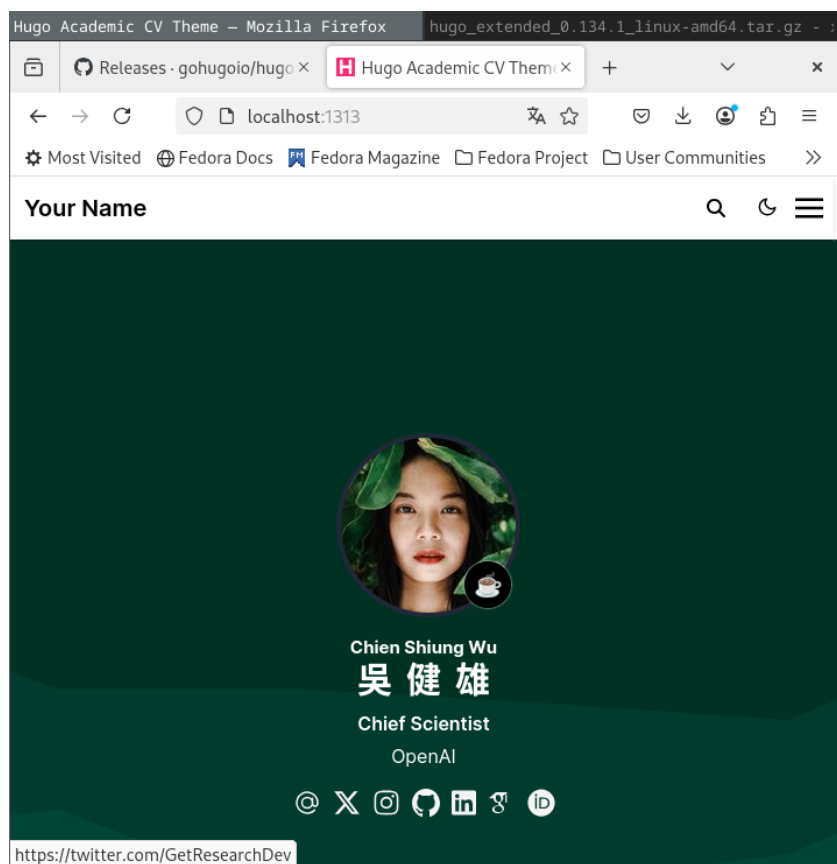 Hugo Academic CV Theme — Mozilla Firefox hugo_extended_0.134.1_linux-amd64.tar.gz -
Releases · gohugoio/hugo Hugo Academic CV Theme
localhost:1313
Most Visited Fedora Docs Fedora Magazine Fedora Project User Communities
Your Name
Chien Shiung Wu
吳健雄
Chief Scientist
OpenAI
https://twitter.com/GetResearchDev